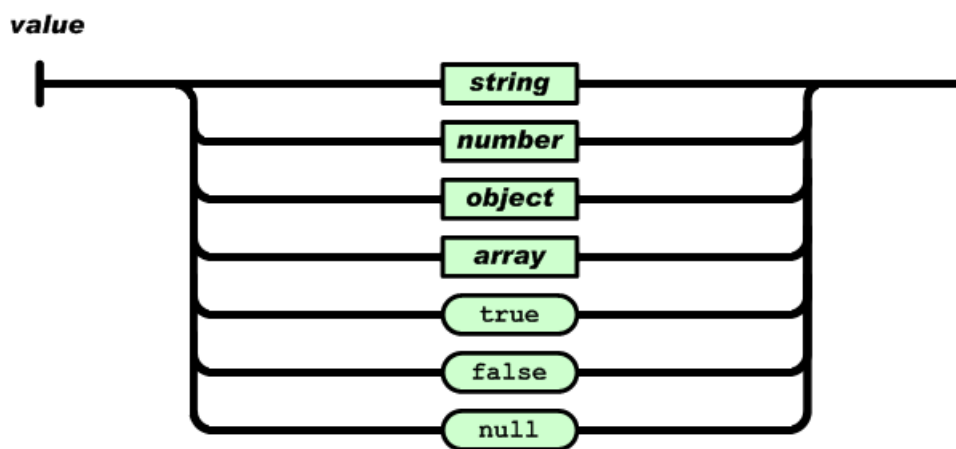 value
string
number
object
array
true
false
null